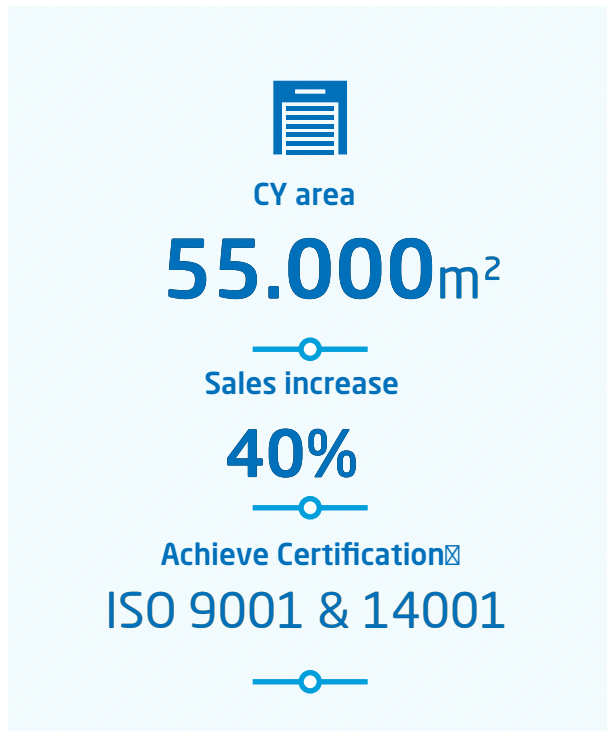 CY area
55.000m²
Sales increase
40%
Achieve Certification
ISO 9001 & 14001